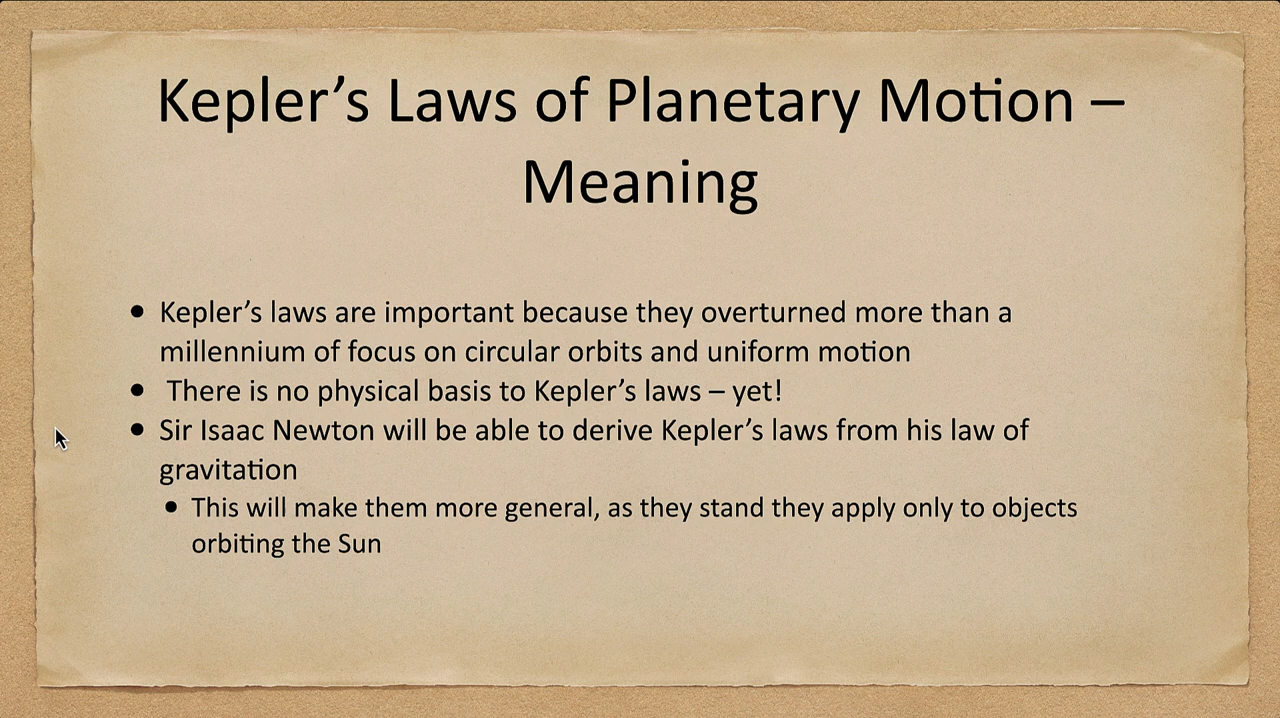 Kepler’s Laws of Planetary Motion –
Meaning
• Kepler’s laws are important because they overturned more than a
millennium of focus on circular orbits and uniform motion
• There is no physical basis to Kepler’s laws – yet!
• Sir Isaac Newton will be able to derive Kepler’s laws from his law of
gravitation
• This will make them more general, as they stand they apply only to objects
orbiting the Sun